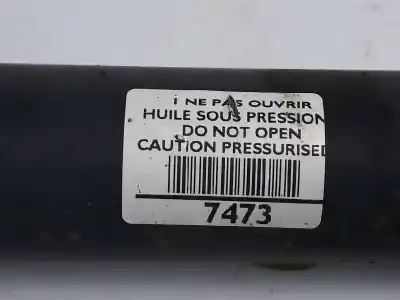 ! NE PAS OUVRIR
HUILE SOUS PRESSION
DO NOT OPEN
CAUTION PRESSURISED
7473